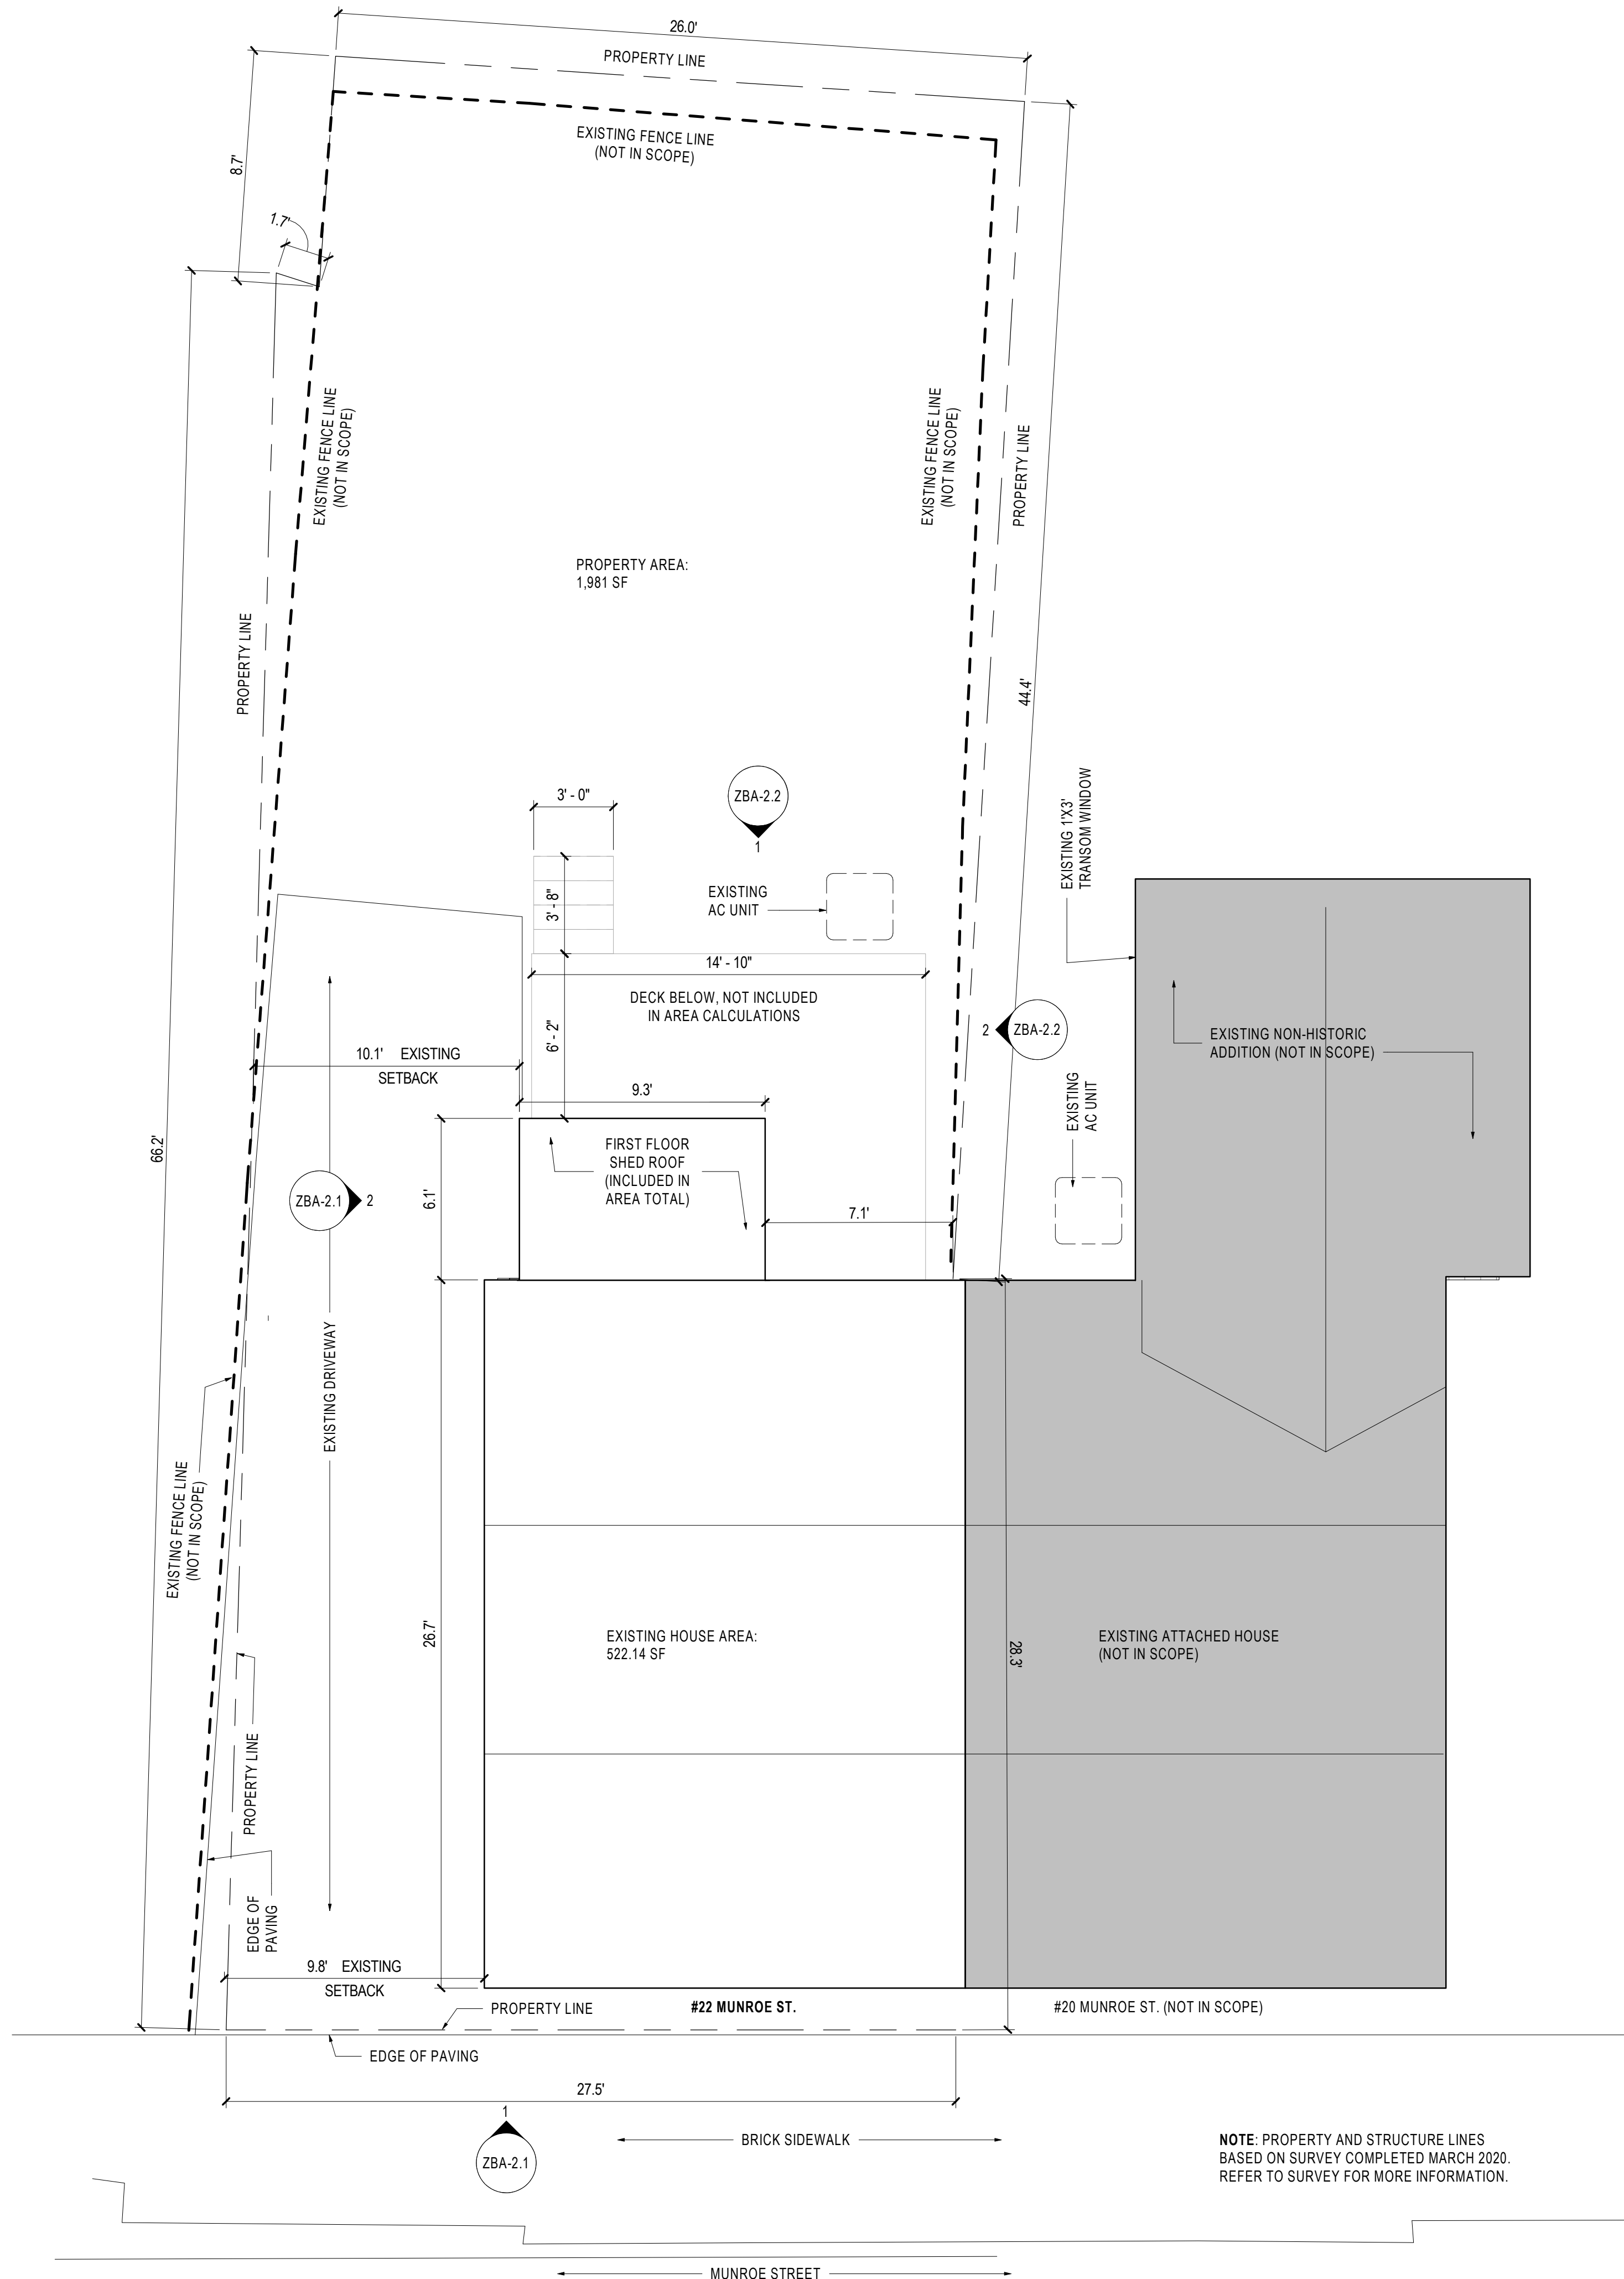 26.0'
PROPERTY LINE
EXISTING FENCE LINE
(NOT IN SCOPE)
8.7'
1.7'
EXISTING FENCE LINE
(NOT IN SCOPE)
EXISTING FENCE LINE
(NOT IN SCOPE)
PROPERTY LINE
PROPERTY AREA:
1,981 SF
PROPERTY LINE
44.4'
3' - 0"
ZBA-2.2
1
EXISTING 1'X3'
TRANSOM WINDOW
3' - 8"
EXISTING
AC UNIT
14' - 10"
DECK BELOW, NOT INCLUDED
IN AREA CALCULATIONS
6' - 2"
2
ZBA-2.2
EXISTING NON-HISTORIC
ADDITION (NOT IN SCOPE)
10.1' EXISTING
SETBACK
9.3'
EXISTING
AC UNIT
66.2'
FIRST FLOOR
SHED ROOF
(INCLUDED IN
AREA TOTAL)
ZBA-2.1
2
6.1'
7.1'
EXISTING DRIVEWAY
EXISTING FENCE LINE
(NOT IN SCOPE)
26.7'
EXISTING HOUSE AREA:
522.14 SF
28.3'
EXISTING ATTACHED HOUSE
(NOT IN SCOPE)
PROPERTY LINE
EDGE OF
PAVING
9.8' EXISTING
SETBACK
PROPERTY LINE
#22 MUNROE ST.
#20 MUNROE ST. (NOT IN SCOPE)
EDGE OF PAVING
27.5'
1
ZBA-2.1
BRICK SIDEWALK
NOTE: PROPERTY AND STRUCTURE LINES
BASED ON SURVEY COMPLETED MARCH 2020.
REFER TO SURVEY FOR MORE INFORMATION.
MUNROE STREET